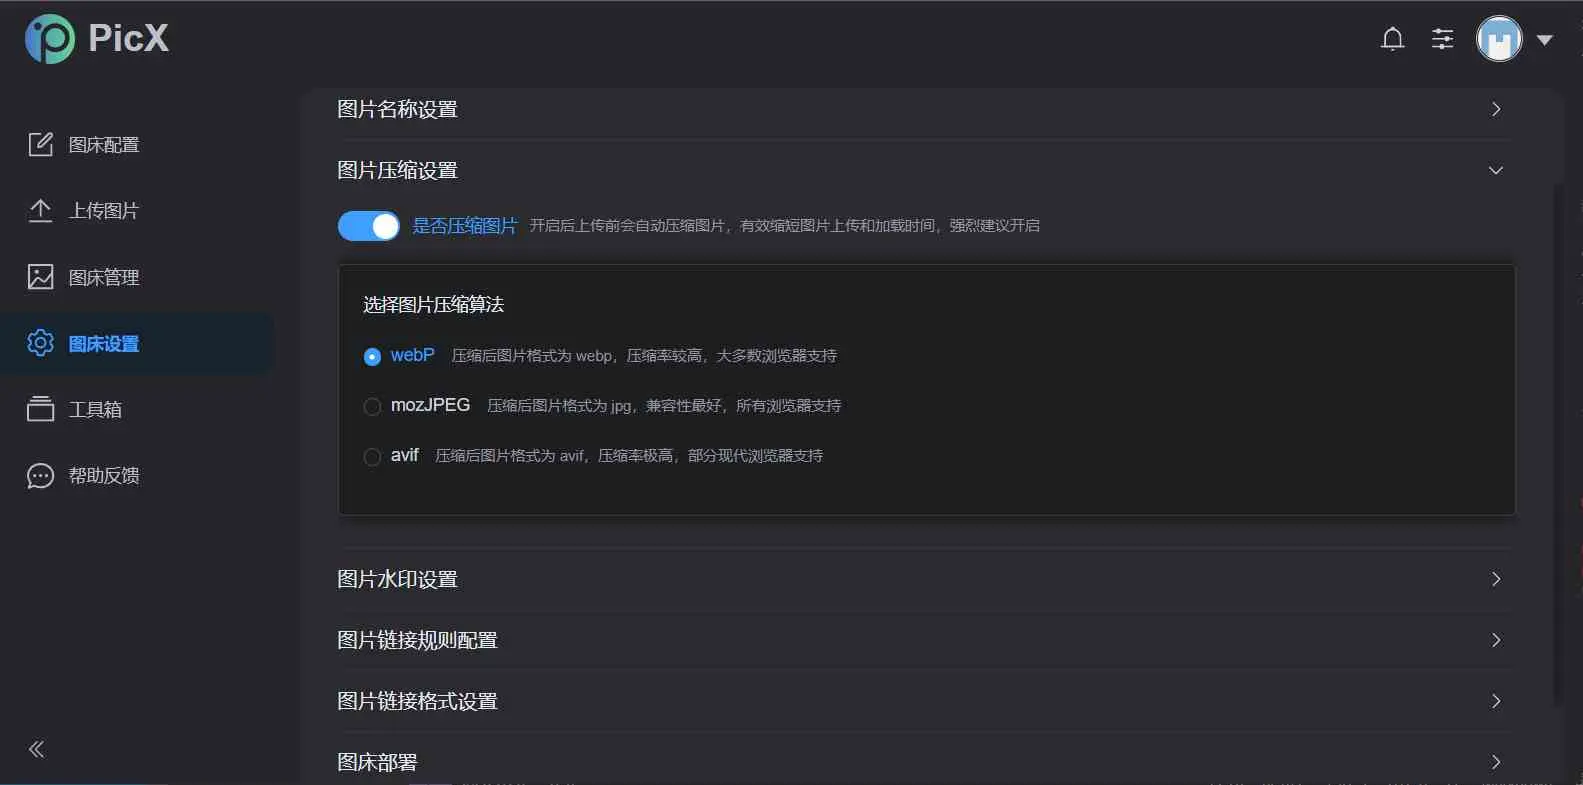 PicX
图床配置
上传图片
图床管理
图床设置
工具箱
帮助反馈
图片名称设置
图片压缩设置
是否压缩图片 开启后上传前会自动压缩图片，有效缩短图片上传和加载时间，强烈建议开启
选择图片压缩算法
webP 压缩后图片格式为 webp，压缩率较高，大多数浏览器支持
mozJPEG 压缩后图片格式为 jpg，兼容性最好，所有浏览器支持
avif 压缩后图片格式为 avif，压缩率极高，部分现代浏览器支持
图片水印设置
图片链接规则配置
图片链接格式设置
图床部署